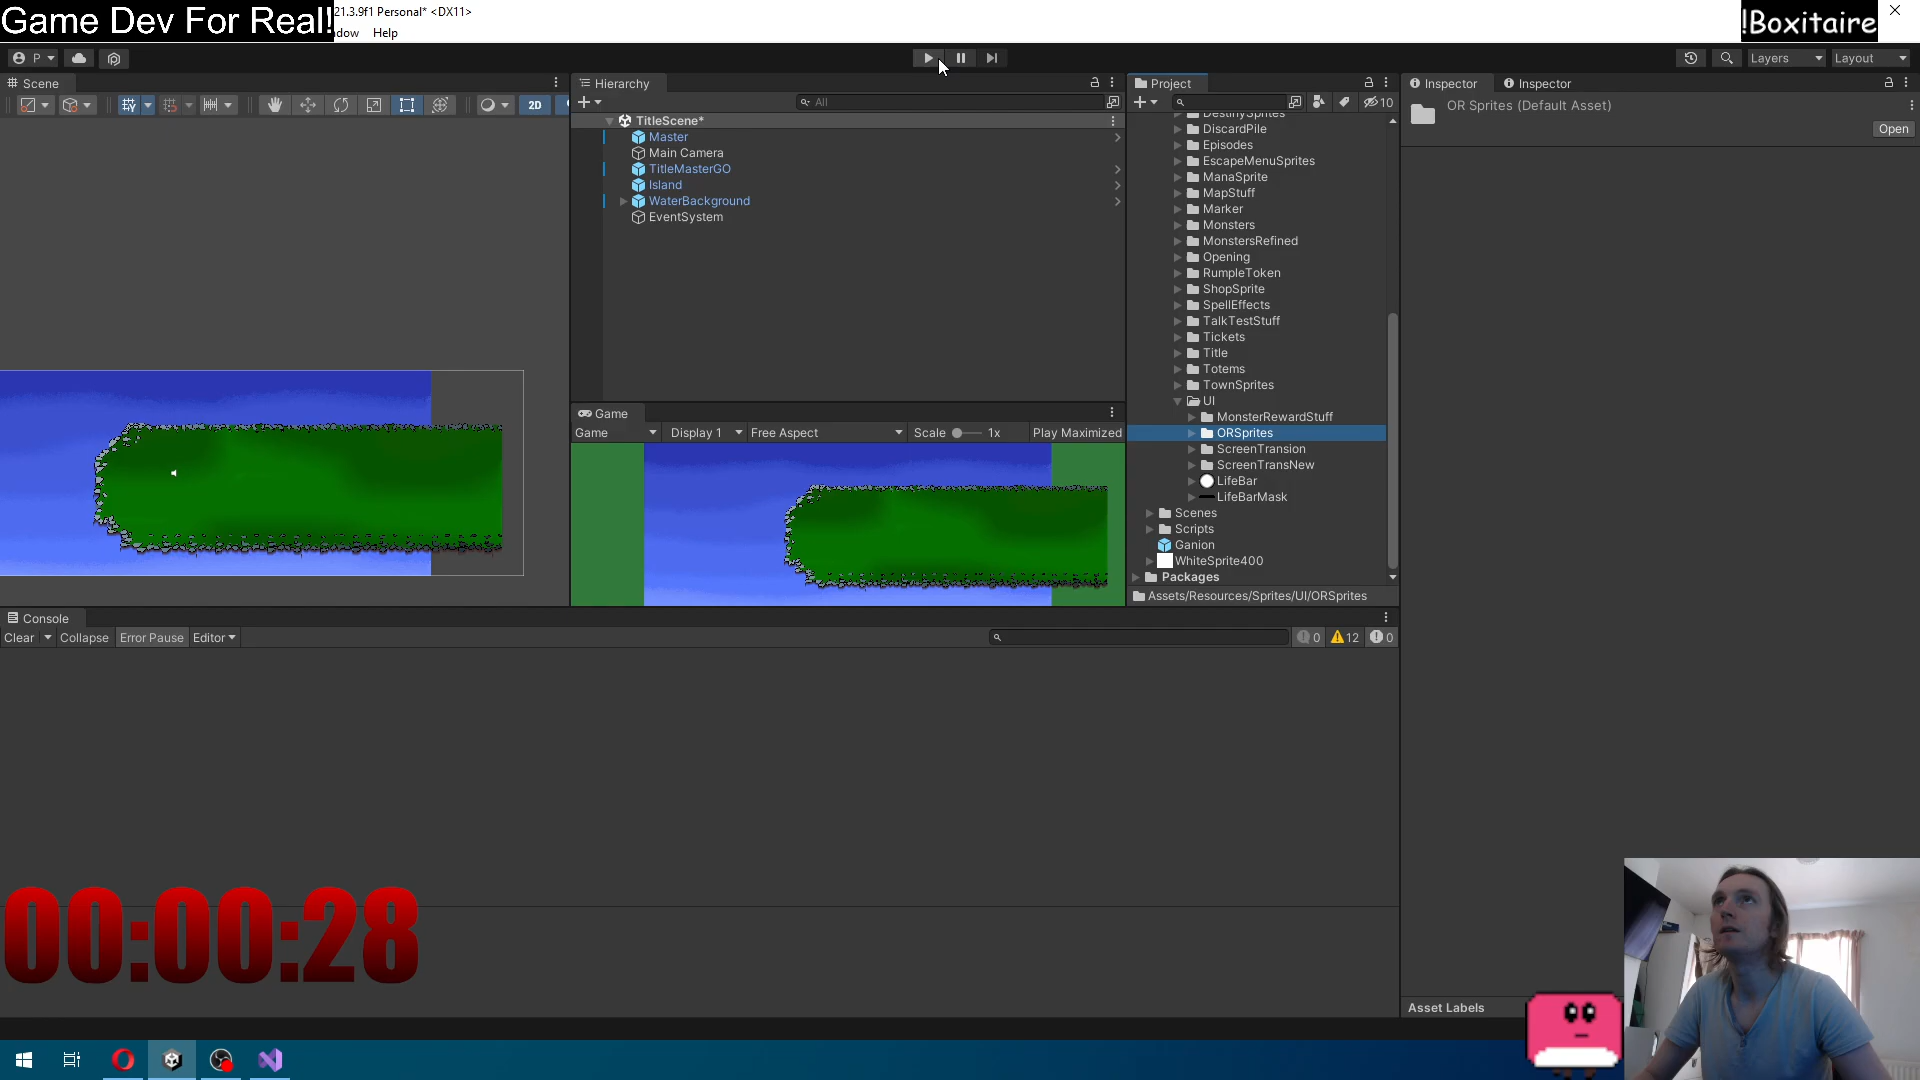 Game Dev For Real!
21.3.9f1 Personal* <DX11>
!Boxitaire
dow Help
P
Layers
Layout
Scene
2D
Hierarchy
All
TitleScene*
Master
Main Camera
TitleMasterGO
Island
WaterBackground
EventSystem
Game
Game
Display 1
Free Aspect
Scale
1x
Play Maximized
Project
10
DestinySprites
DiscardPile
Episodes
EscapeMenuSprites
ManaSprite
MapStuff
Marker
Monsters
MonstersRefined
Opening
RumpleToken
ShopSprite
SpellEffects
TalkTestStuff
Tickets
Title
Totems
TownSprites
UI
MonsterRewardStuff
ORSprites
ScreenTransion
ScreenTransNew
LifeBar
LifeBarMask
Scenes
Scripts
Ganion
WhiteSprite400
Packages
Assets/Resources/Sprites/UI/ORSprites
Inspector
Inspector
OR Sprites (Default Asset)
Open
Console
Clear
Collapse
Error Pause
Editor
0
12
0
00:00:28
Asset Labels